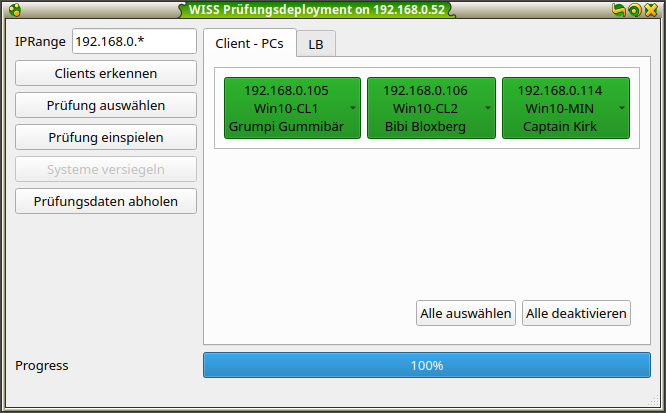 WISS Prüfungsdeployment on 192.168.0.52
IPRange 192.168.0.*
Clients erkennen
Prüfung auswählen
Prüfung einspielen
Systeme versiegeln
Prüfungsdaten abholen
Client - PCs LB
192.168.0.105
Win10-CL1
Grumpi Gummibär
192.168.0.106
Win10-CL2
Bibi Bloxberg
192.168.0.114
Win10-MIN
Captain Kirk
Alle auswählen Alle deaktivieren
Progress 100%